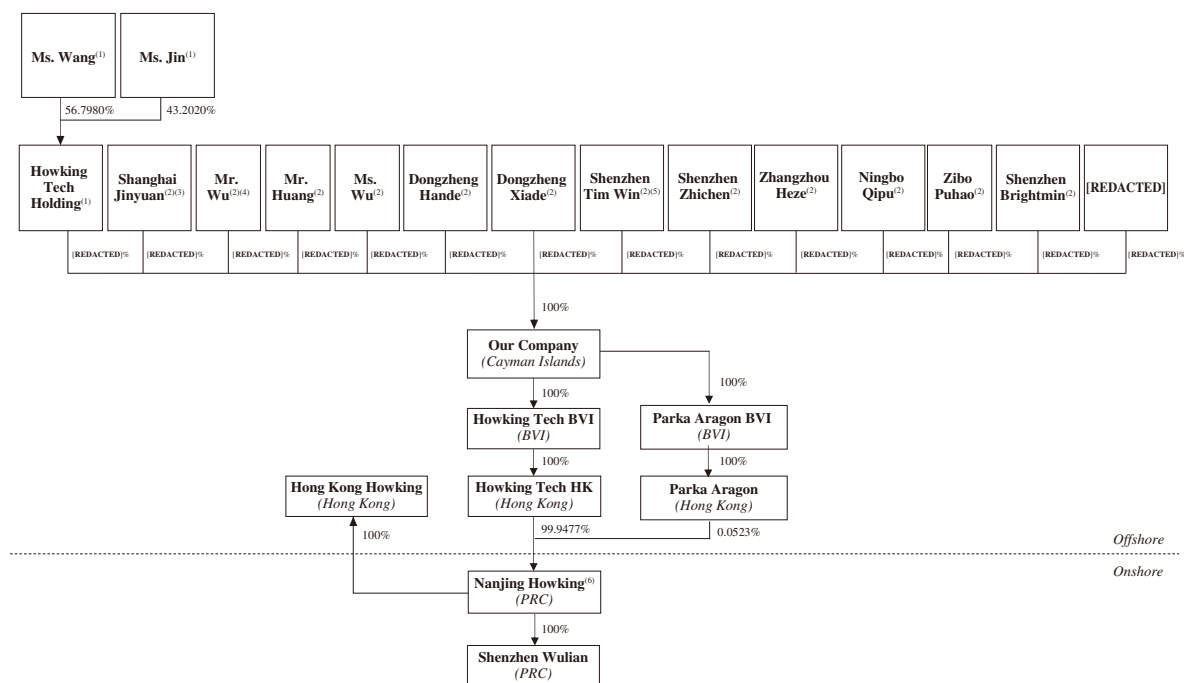 Ms. Wang(1)
Ms. Jin(1)
56.7980%
43.2020%
Howking
Tech
Holding(1)
Shanghai
Jinyuan(2)(3)
Mr.
Wu(2)(4)
Mr.
Huang(2)
Ms.
Wu(2)
Dongzheng
Hande(2)
Dongzheng
Xiade(2)
Shenzhen
Tim Win(2)(5)
Shenzhen
Zhichen(2)
Zhangzhou
Heze(2)
Ningbo
Qipu(2)
Zibo
Puhao(2)
Shenzhen
Brightmin(2)
[REDACTED]
[REDACTED]%
[REDACTED]%
[REDACTED]%
[REDACTED]%
[REDACTED]%
[REDACTED]%
[REDACTED]%
[REDACTED]%
[REDACTED]%
[REDACTED]%
[REDACTED]%
[REDACTED]%
[REDACTED]%
[REDACTED]%
100%
Our Company
(Cayman Islands)
100%
100%
Howking Tech BVI
(BVI)
Parka Aragon BVI
(BVI)
100%
100%
Hong Kong Howking
(Hong Kong)
Howking Tech HK
(Hong Kong)
Parka Aragon
(Hong Kong)
100%
99.9477%
0.0523%
Offshore
Onshore
Nanjing Howking(6)
(PRC)
100%
Shenzhen Wulian
(PRC)